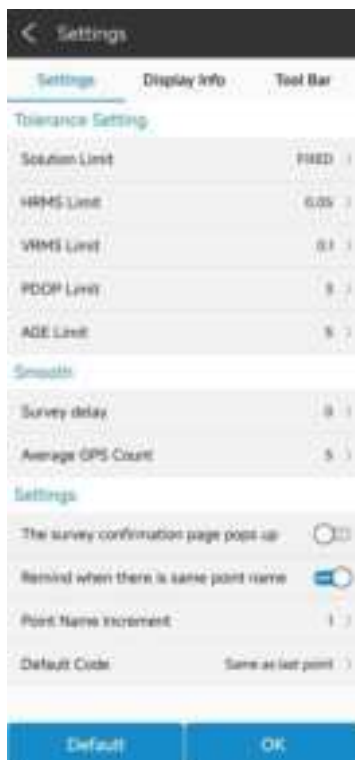 Settings
Settings Display Info Tool Bar
Tolerance Setting
Solution Limit FIXED
HRMS Limit 0.05
VRMS Limit 0.1
PDOP Limit 3
AGE Limit 5
Smooth
Survey delay 0
Average GPS Count 5
Settings
The survey confirmation page pops up
Remind when there is same point name
Point Name Increment 1
Default Code Same as last point
Default OK